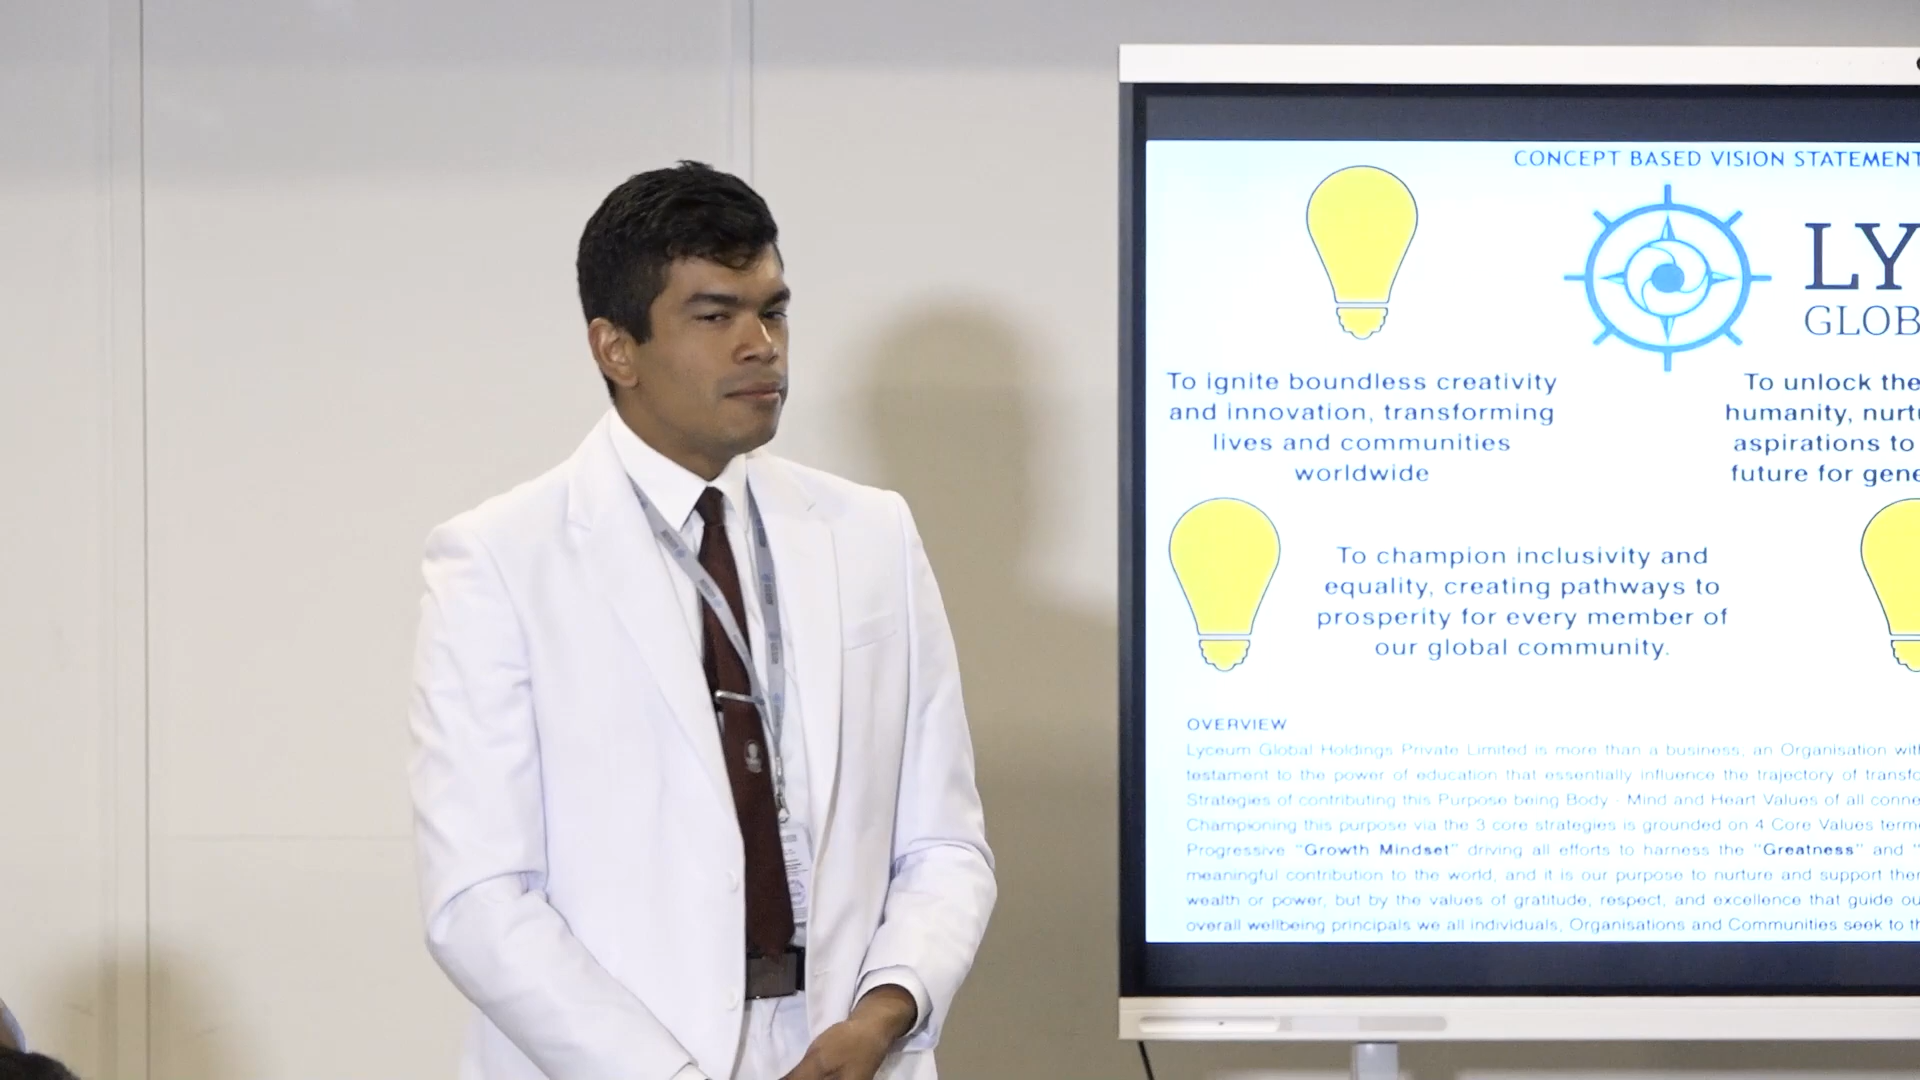 CONCEPT BASED VISION STATEMENT
LY
GLOB
To ignite boundless creativity
and innovation, transforming
lives and communities
worldwide
To unlock the
humanity, nurtu
aspirations to
future for gene
To champion inclusivity and
equality, creating pathways to
prosperity for every member of
our global community.
OVERVIEW
Lyceum Global Holdings Private Limited is more than a business, an Organisation with
testament to the power of education that essentially influence the trajectory of transfo
Strategies of contributing this Purpose being Body - Mind and Heart Values of all conne
Championing this purpose via the 3 core strategies is grounded on 4 Core Values terme
Progressive "Growth Mindset" driving all efforts to harness the "Greatness" and "
meaningful contribution to the world, and it is our purpose to nurture and support ther
wealth or power, but by the values of gratitude, respect, and excellence that guide ou
overall wellbeing principals we all individuals, Organisations and Communities seek to th